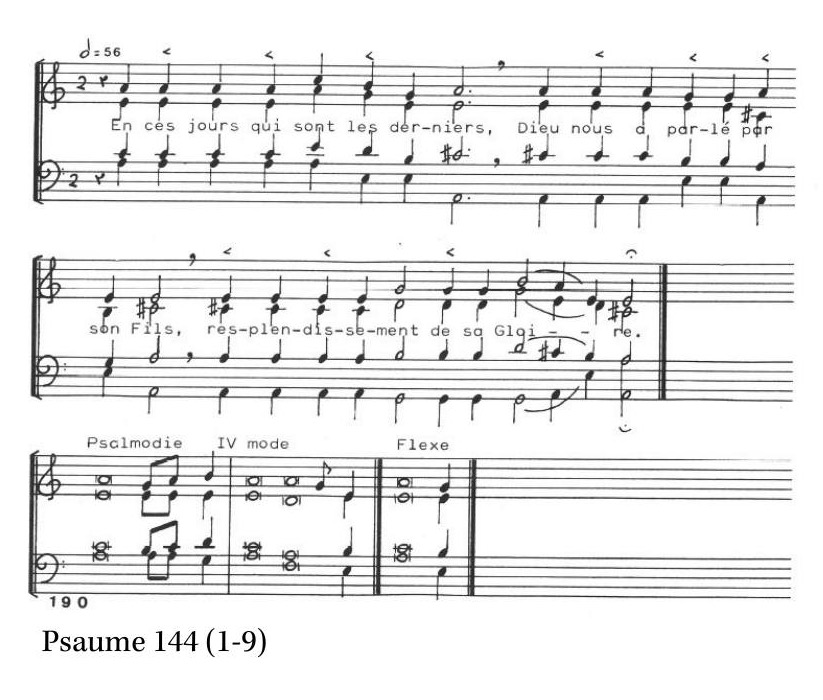 𝅗𝅥 = 56
En ces jours qui sont les der-niers, Dieu nous a par-lé par
son Fils, res-plen-dis-se-ment de sa Gloi - - re.
Psalmodie IV mode Flexe
190
Psaume 144 (1-9)